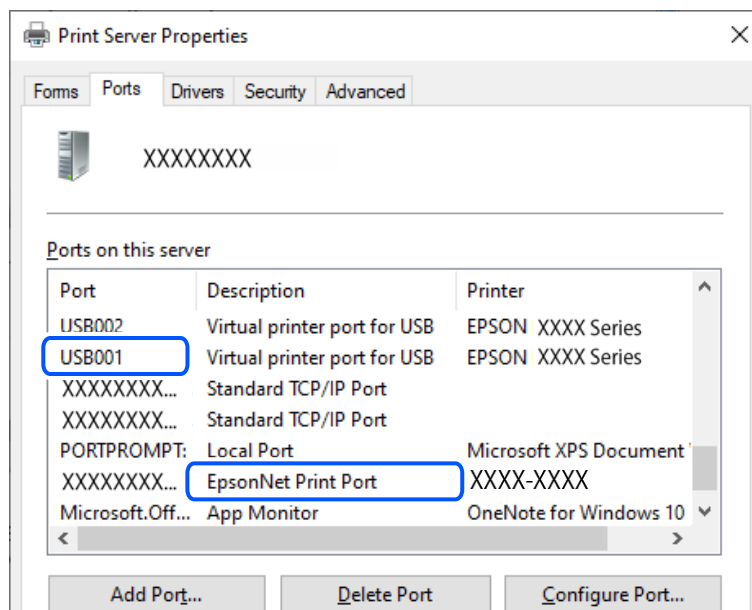 Print Server Properties
Forms Ports Drivers Security Advanced
XXXXXXXX
Ports on this server
Port Description Printer
USB002 Virtual printer port for USB EPSON XXXX Series
USB001 Virtual printer port for USB EPSON XXXX Series
XXXXXXXX... Standard TCP/IP Port
XXXXXXXX... Standard TCP/IP Port
PORTPROMPT: Local Port Microsoft XPS Document
XXXXXXXX... EpsonNet Print Port XXXX-XXXX
Microsoft.Off... App Monitor OneNote for Windows 10
Add Port... Delete Port Configure Port...